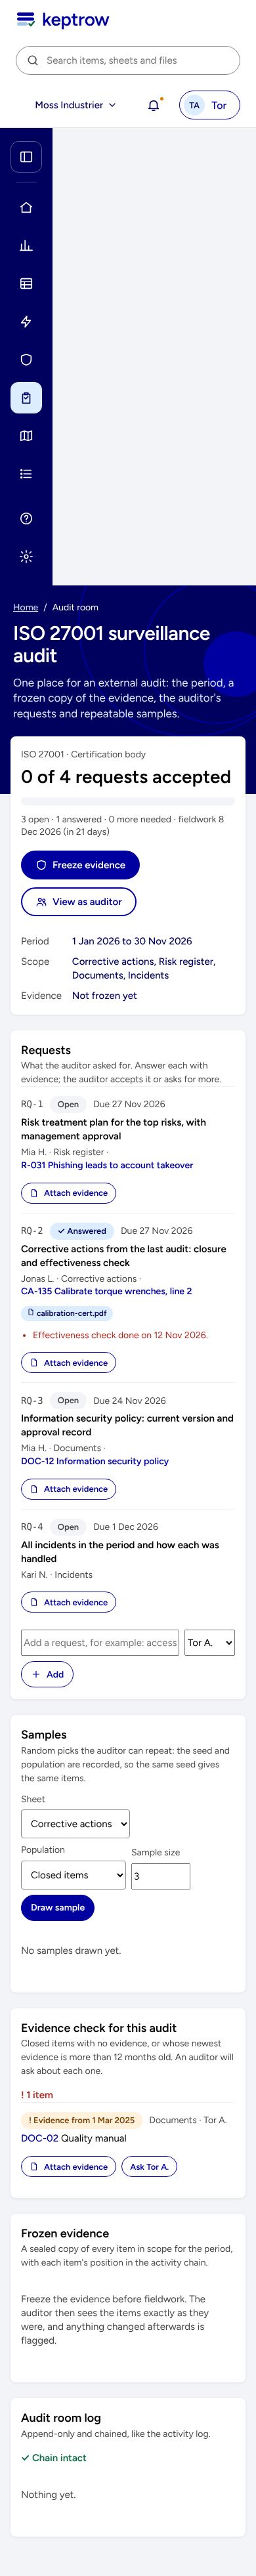 keptrow
Search items, sheets and files
Moss Industrier
TA Tor
Home / Audit room
ISO 27001 surveillance
audit
One place for an external audit: the period, a
frozen copy of the evidence, the auditor's
requests and repeatable samples.
ISO 27001 · Certification body
0 of 4 requests accepted
3 open · 1 answered · 0 more needed · fieldwork 8
Dec 2026 (in 21 days)
Freeze evidence
View as auditor
Period 1 Jan 2026 to 30 Nov 2026
Scope Corrective actions, Risk register,
Documents, Incidents
Evidence Not frozen yet
Requests
What the auditor asked for. Answer each with
evidence; the auditor accepts it or asks for more.
RQ-1 Open Due 27 Nov 2026
Risk treatment plan for the top risks, with
management approval
Mia H. · Risk register ·
R-031 Phishing leads to account takeover
Attach evidence
RQ-2 ✓ Answered Due 27 Nov 2026
Corrective actions from the last audit: closure
and effectiveness check
Jonas L. · Corrective actions ·
CA-135 Calibrate torque wrenches, line 2
calibration-cert.pdf
• Effectiveness check done on 12 Nov 2026.
Attach evidence
RQ-3 Open Due 24 Nov 2026
Information security policy: current version and
approval record
Mia H. · Documents ·
DOC-12 Information security policy
Attach evidence
RQ-4 Open Due 1 Dec 2026
All incidents in the period and how each was
handled
Kari N. · Incidents
Attach evidence
Add a request, for example: access Tor A.
+ Add
Samples
Random picks the auditor can repeat: the seed and
population are recorded, so the same seed gives
the same items.
Sheet
Corrective actions
Population Sample size
Closed items 3
Draw sample
No samples drawn yet.
Evidence check for this audit
Closed items with no evidence, or whose newest
evidence is more than 12 months old. An auditor will
ask about each one.
! 1 item
! Evidence from 1 Mar 2025 Documents · Tor A.
DOC-02 Quality manual
Attach evidence Ask Tor A.
Frozen evidence
A sealed copy of every item in scope for the period,
with each item's position in the activity chain.
Freeze the evidence before fieldwork. The
auditor then sees the items exactly as they
were, and anything changed afterwards is
flagged.
Audit room log
Append-only and chained, like the activity log.
✓ Chain intact
Nothing yet.